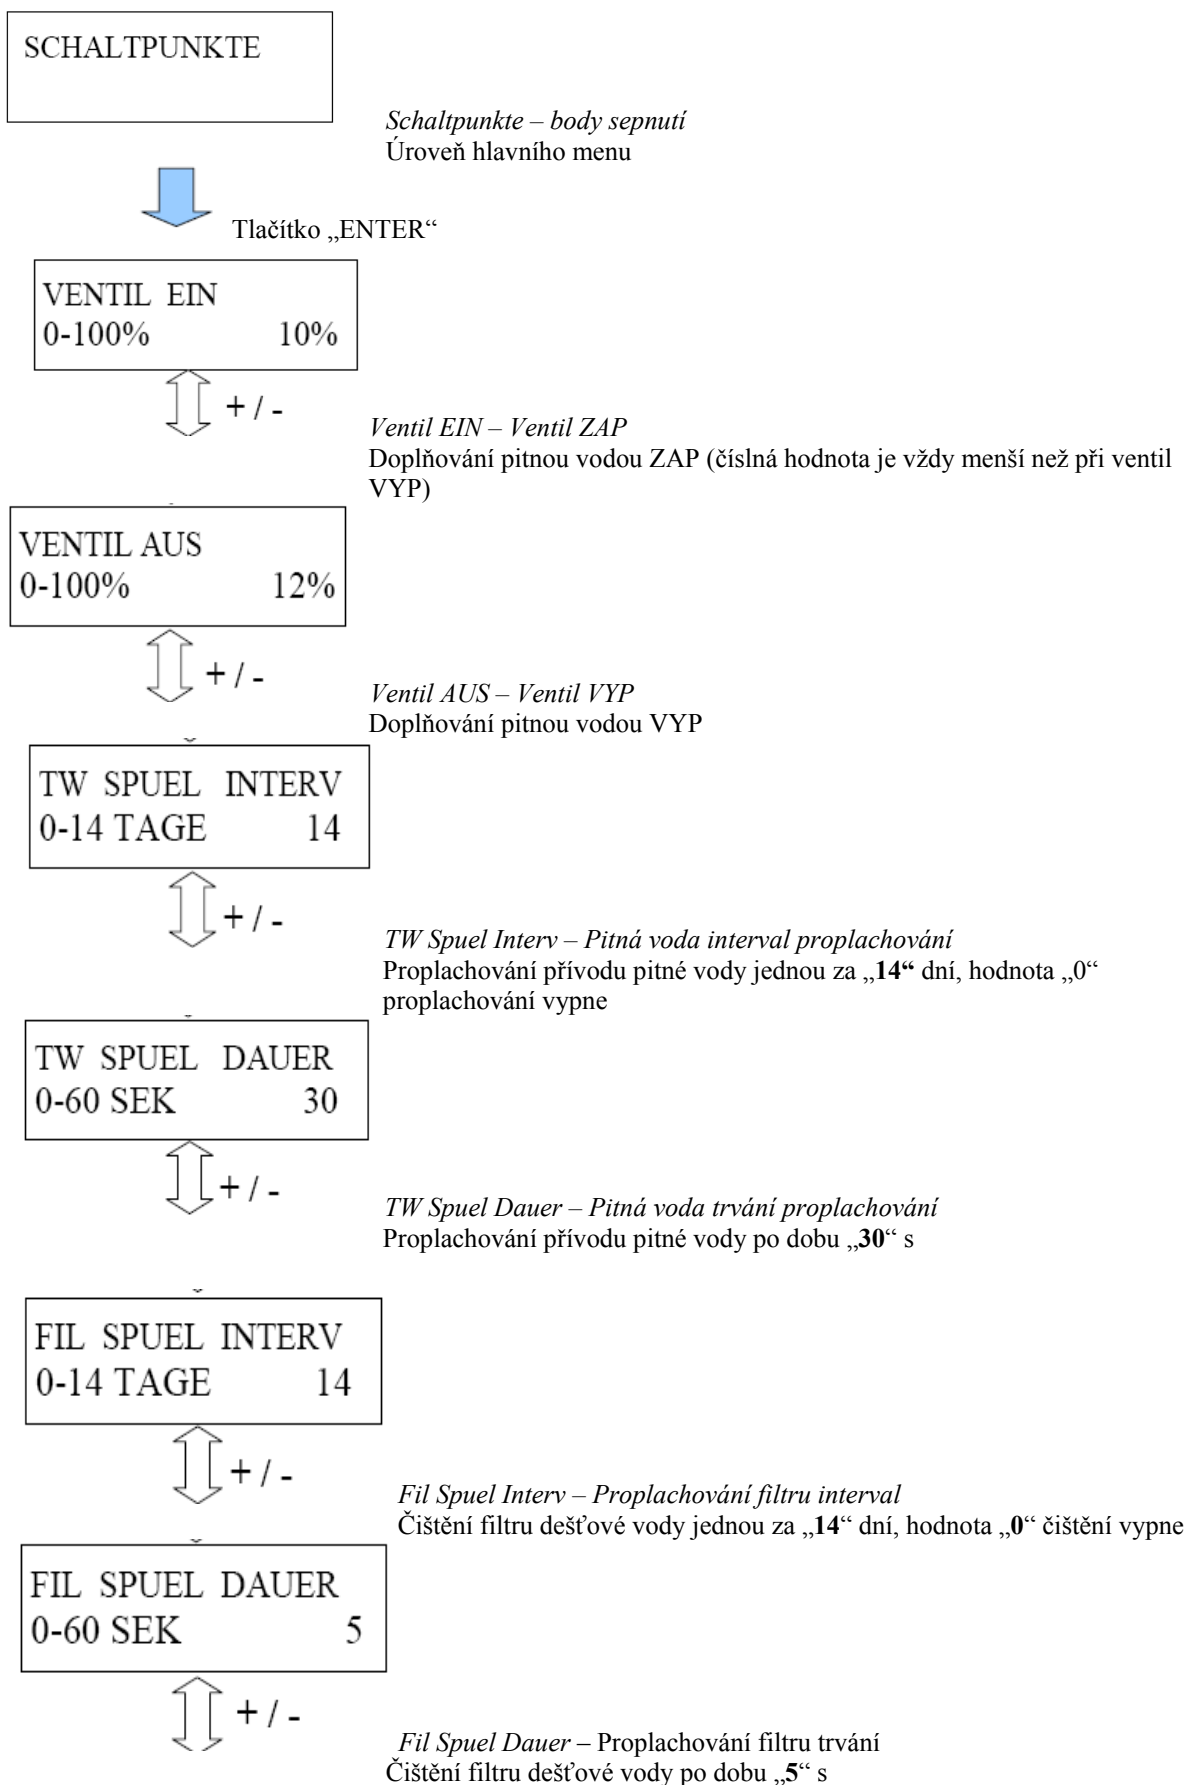 SCHALTPUNKTE
Schaltpunkte – body sepnutí
Úroveň hlavního menu
Tlačítko „ENTER“
VENTIL EIN
0-100% 10%
+ / -
Ventil EIN – Ventil ZAP
Doplňování pitnou vodou ZAP (číslná hodnota je vždy menší než při ventil
VYP)
VENTIL AUS
0-100% 12%
+ / -
Ventil AUS – Ventil VYP
Doplňování pitnou vodou VYP
TW SPUEL INTERV
0-14 TAGE 14
+ / -
TW Spuel Interv – Pitná voda interval proplachování
Proplachování přívodu pitné vody jednou za „14“ dní, hodnota „0“
proplachování vypne
TW SPUEL DAUER
0-60 SEK 30
+ / -
TW Spuel Dauer – Pitná voda trvání proplachování
Proplachování přívodu pitné vody po dobu „30“ s
FIL SPUEL INTERV
0-14 TAGE 14
+ / -
Fil Spuel Interv – Proplachování filtru interval
Čištění filtru dešťové vody jednou za „14“ dní, hodnota „0“ čištění vypne
FIL SPUEL DAUER
0-60 SEK 5
+ / -
Fil Spuel Dauer – Proplachování filtru trvání
Čištění filtru dešťové vody po dobu „5“ s